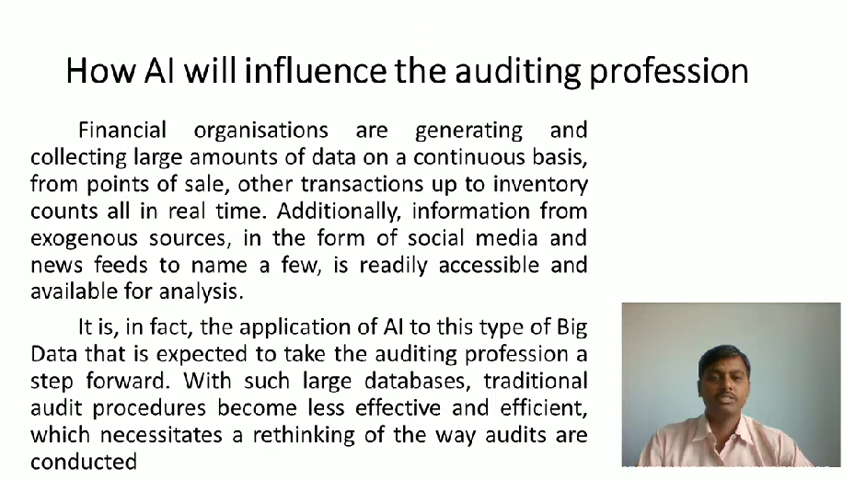 How AI will influence the auditing profession
Financial organisations are generating and
collecting large amounts of data on a continuous basis,
from points of sale, other transactions up to inventory
counts all in real time. Additionally, information from
exogenous sources, in the form of social media and
news feeds to name a few, is readily accessible and
available for analysis.
It is, in fact, the application of AI to this type of Big
Data that is expected to take the auditing profession a
step forward. With such large databases, traditional
audit procedures become less effective and efficient,
which necessitates a rethinking of the way audits are
conducted